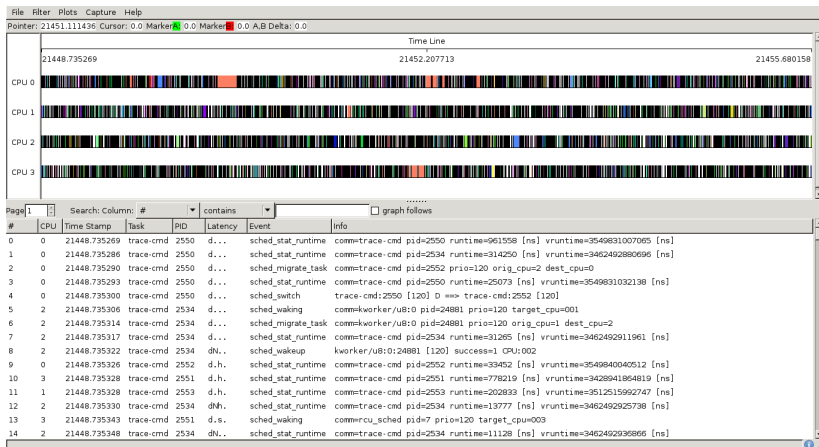 File Filter Plots Capture Help
Pointer: 21451.111436 Cursor: 0.0 MarkerA: 0.0 MarkerB: 0.0 A,B Delta: 0.0
Time Line
21448.735269 21452.207713 21455.680158
CPU 0
CPU 1
CPU 2
CPU 3
Page 1 Search: Column: # contains graph follows
# CPU Time Stamp Task PID Latency Event Info
0 0 21448.735269 trace-cmd 2550 d... sched_stat_runtime comm=trace-cmd pid=2550 runtime=961558 [ns] vruntime=3549831007065 [ns]
1 2 21448.735286 trace-cmd 2534 d... sched_stat_runtime comm=trace-cmd pid=2534 runtime=314250 [ns] vruntime=3462492880696 [ns]
2 0 21448.735290 trace-cmd 2550 d... sched_migrate_task comm=trace-cmd pid=2552 prio=120 orig_cpu=2 dest_cpu=0
3 0 21448.735293 trace-cmd 2550 d... sched_stat_runtime comm=trace-cmd pid=2550 runtime=25073 [ns] vruntime=3549831032138 [ns]
4 0 21448.735300 trace-cmd 2550 d... sched_switch trace-cmd:2550 [120] D ==> trace-cmd:2552 [120]
5 2 21448.735306 trace-cmd 2534 d... sched_waking comm=kworker/u8:0 pid=24881 prio=120 target_cpu=001
6 2 21448.735314 trace-cmd 2534 d... sched_migrate_task comm=kworker/u8:0 pid=24881 prio=120 orig_cpu=1 dest_cpu=2
7 2 21448.735317 trace-cmd 2534 d... sched_stat_runtime comm=trace-cmd pid=2534 runtime=31265 [ns] vruntime=3462492911961 [ns]
8 2 21448.735322 trace-cmd 2534 dN.. sched_wakeup kworker/u8:0:24881 [120] success=1 CPU:002
9 0 21448.735326 trace-cmd 2552 d.h. sched_stat_runtime comm=trace-cmd pid=2552 runtime=33452 [ns] vruntime=3549840040512 [ns]
10 3 21448.735328 trace-cmd 2551 d.h. sched_stat_runtime comm=trace-cmd pid=2551 runtime=778219 [ns] vruntime=3428941864819 [ns]
11 1 21448.735328 trace-cmd 2553 d.h. sched_stat_runtime comm=trace-cmd pid=2553 runtime=202833 [ns] vruntime=3512515992747 [ns]
12 2 21448.735330 trace-cmd 2534 dNh. sched_stat_runtime comm=trace-cmd pid=2534 runtime=13777 [ns] vruntime=3462492925738 [ns]
13 3 21448.735343 trace-cmd 2551 d.s. sched_waking comm=rcu_sched pid=7 prio=120 target_cpu=003
14 2 21448.735348 trace-cmd 2534 dN.. sched_stat_runtime comm=trace-cmd pid=2534 runtime=11128 [ns] vruntime=3462492936866 [ns]